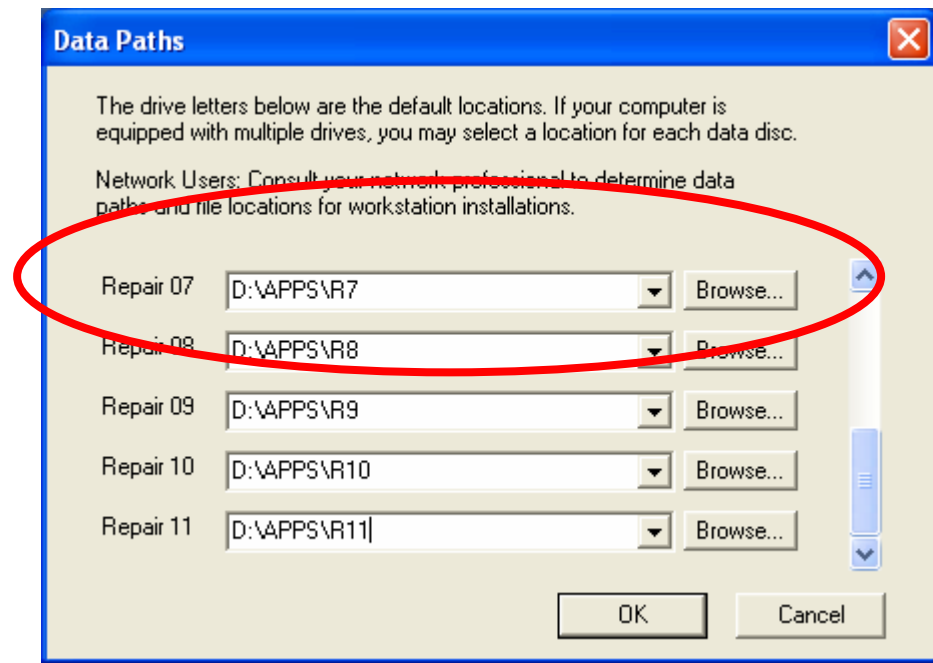 Data Paths
The drive letters below are the default locations. If your computer is
equipped with multiple drives, you may select a location for each data disc.
Network Users: Consult your network professional to determine data
paths and file locations for workstation installations.
Repair 07 D:\APPS\R7 Browse...
Repair 08 D:\APPS\R8 Browse...
Repair 09 D:\APPS\R9 Browse...
Repair 10 D:\APPS\R10 Browse...
Repair 11 D:\APPS\R11 Browse...
OK Cancel